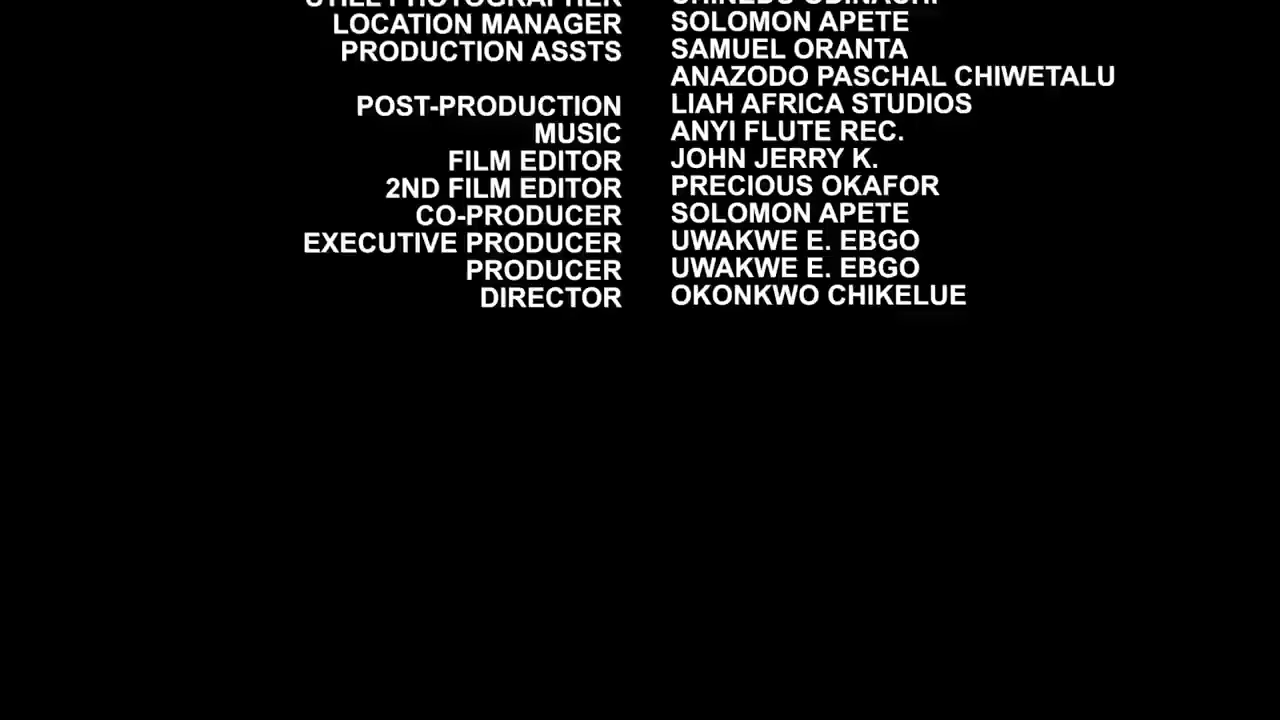 LOCATION MANAGER SOLOMON APETE
PRODUCTION ASSTS SAMUEL ORANTA
ANAZODO PASCHAL CHIWETALU
POST-PRODUCTION LIAH AFRICA STUDIOS
MUSIC ANYI FLUTE REC.
FILM EDITOR JOHN JERRY K.
2ND FILM EDITOR PRECIOUS OKAFOR
CO-PRODUCER SOLOMON APETE
EXECUTIVE PRODUCER UWAKWE E. EBGO
PRODUCER UWAKWE E. EBGO
DIRECTOR OKONKWO CHIKELUE